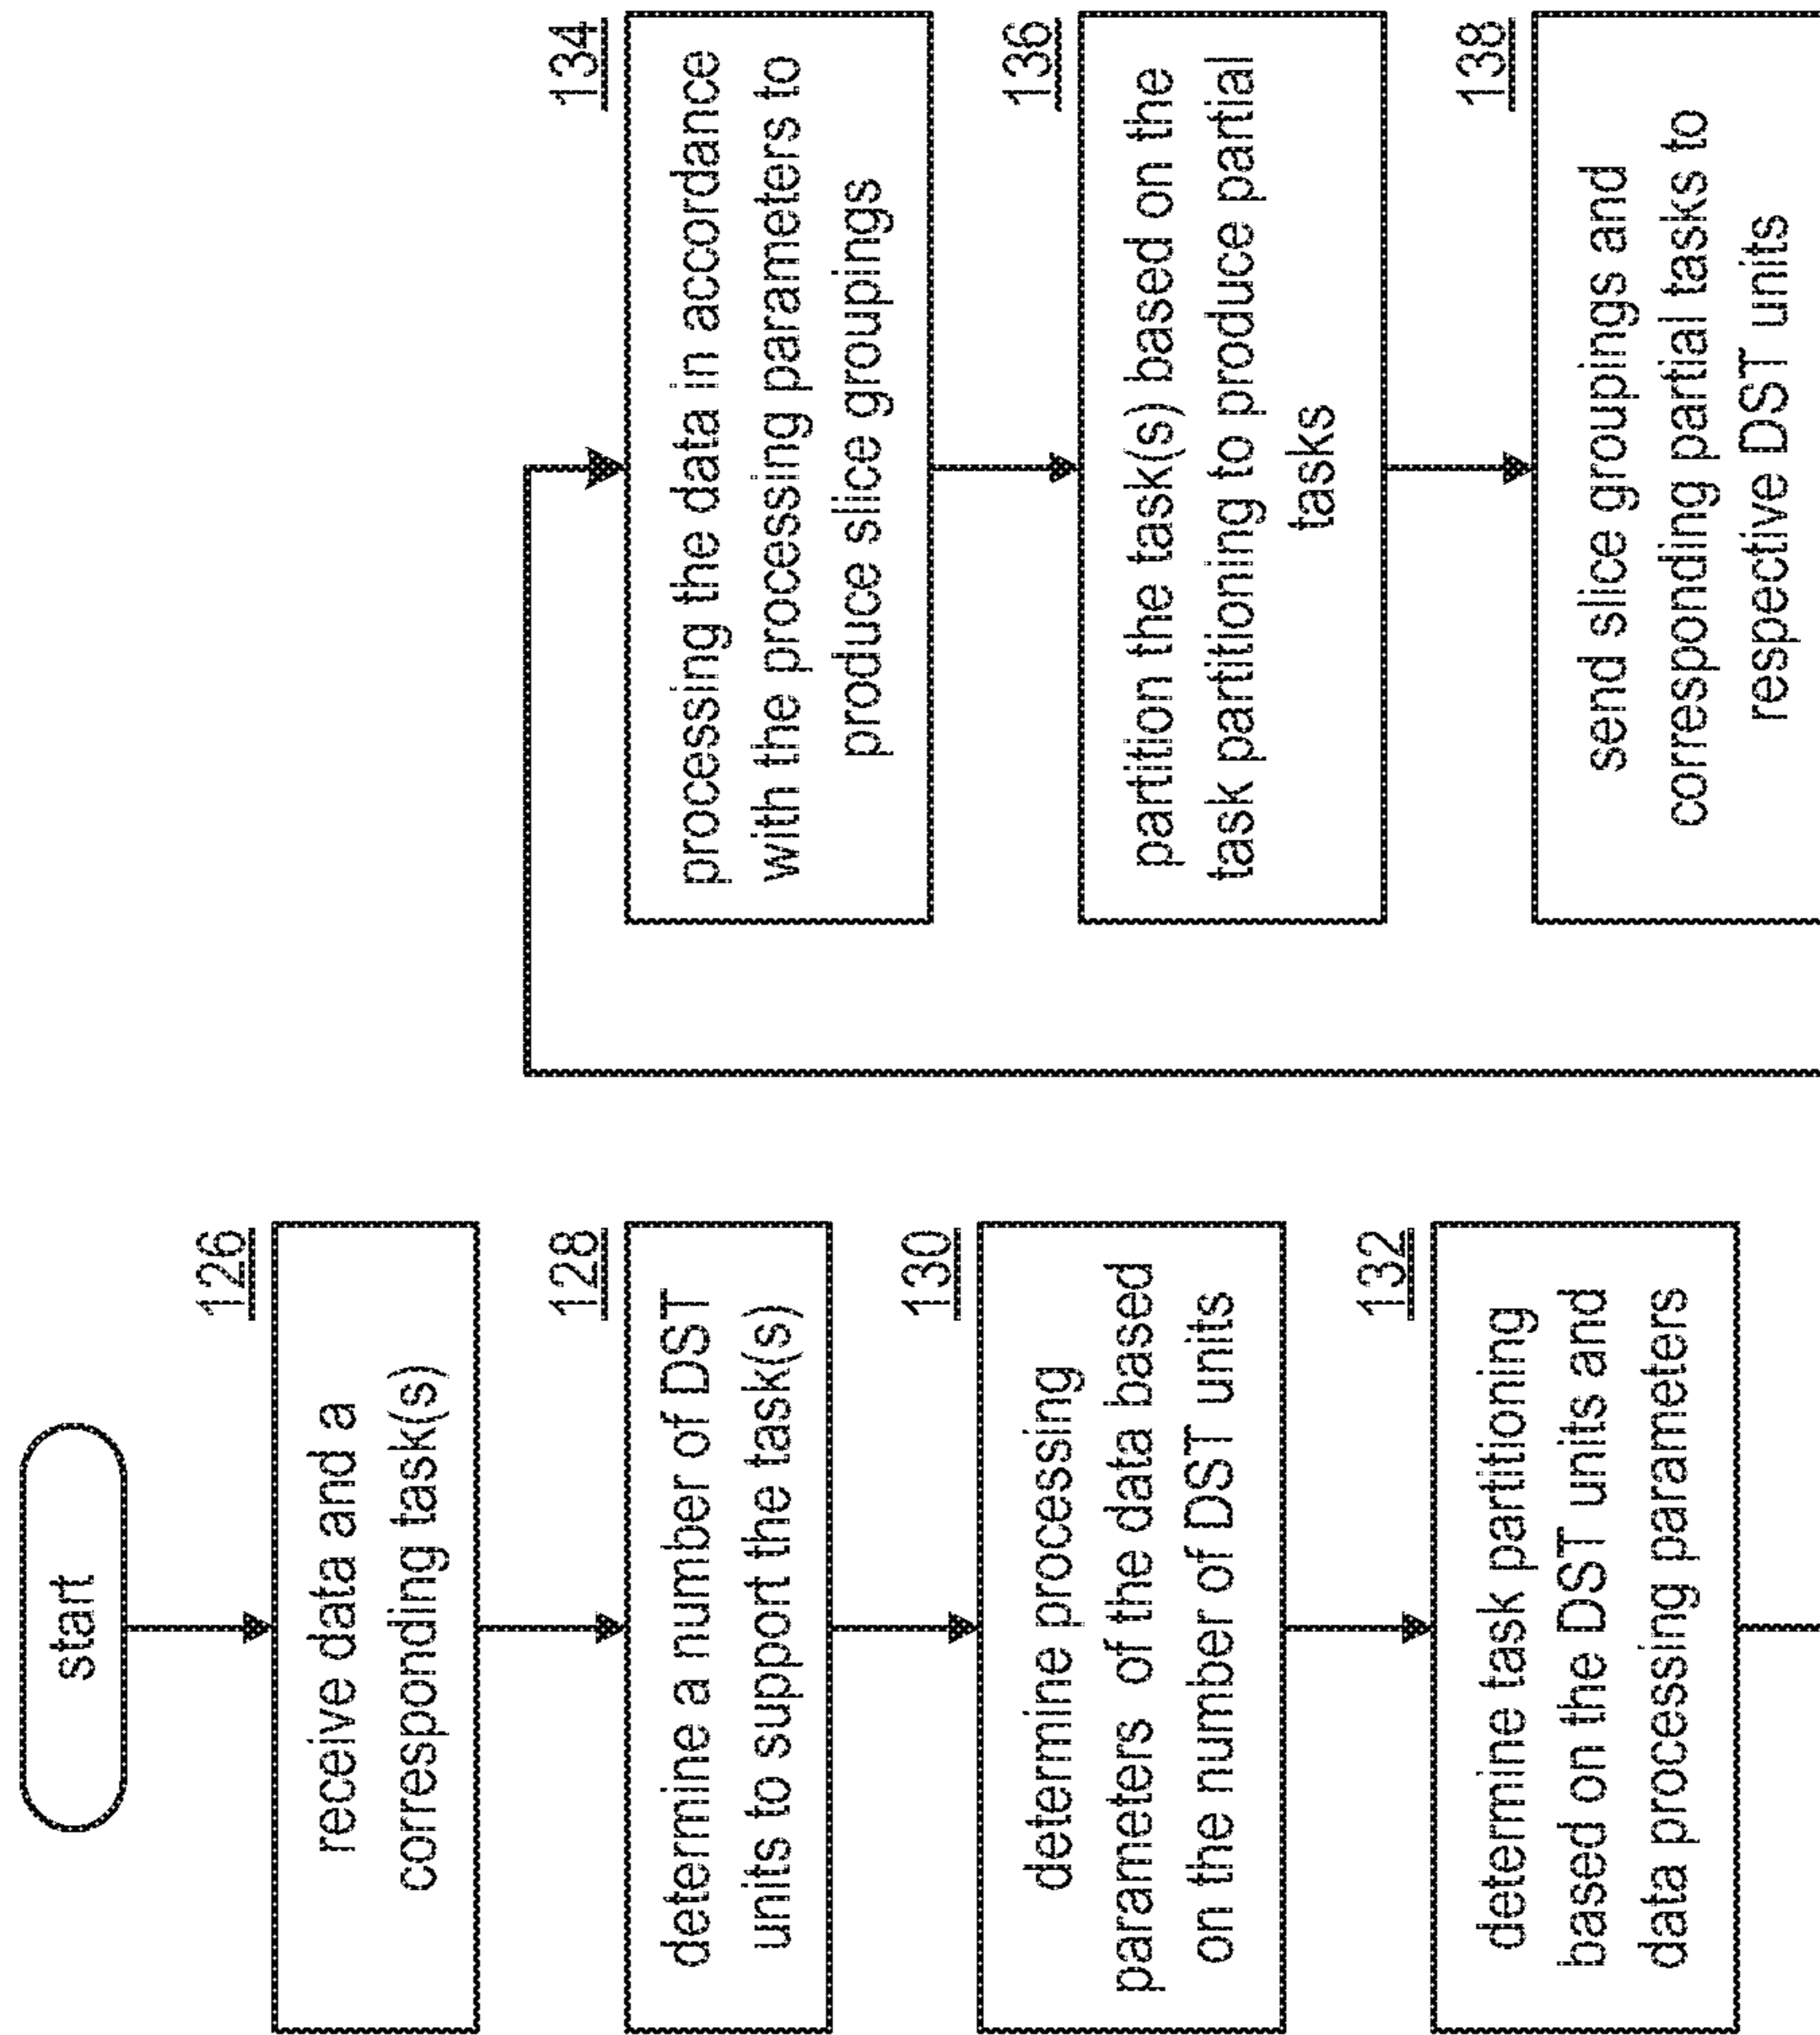 start
126
receive data and a
corresponding task(s)
128
determine a number of DST
units to support the task(s)
130
determine processing
parameters of the data based
on the number of DST units
132
determine task partitioning
based on the DST units and
data processing parameters
134
processing the data in accordance
with the processing parameters to
produce slice groupings
136
partition the task(s) based on the
task partitioning to produce partial
tasks
138
send slice groupings and
corresponding partial tasks to
respective DST units